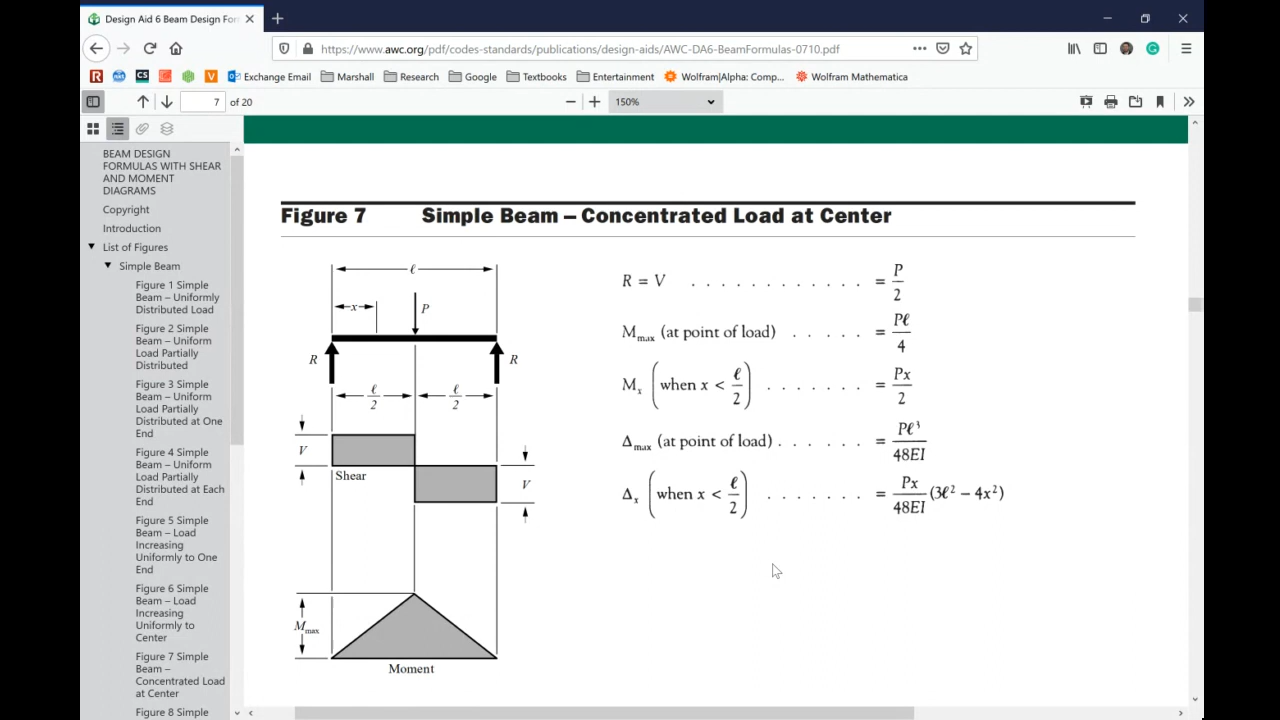 Design Aid 6 Beam Design For
https://www.awc.org/pdf/codes-standards/publications/design-aids/AWC-DA6-BeamFormulas-0710.pdf
R CS V Exchange Email Marshall Research Google Textbooks Entertainment Wolfram|Alpha: Comp... Wolfram Mathematica
7 of 20
150%
BEAM DESIGN
FORMULAS WITH SHEAR
AND MOMENT
DIAGRAMS
Copyright
Introduction
List of Figures
Simple Beam
Figure 1 Simple
Beam – Uniformly
Distributed Load
Figure 2 Simple
Beam – Uniform
Load Partially
Distributed
Figure 3 Simple
Beam – Uniform
Load Partially
Distributed at One
End
Figure 4 Simple
Beam – Uniform
Load Partially
Distributed at Each
End
Figure 5 Simple
Beam – Load
Increasing
Uniformly to One
End
Figure 6 Simple
Beam – Load
Increasing
Uniformly to
Center
Figure 7 Simple
Beam –
Concentrated Load
at Center
Figure 8 Simple
Figure 7 Simple Beam – Concentrated Load at Center
ℓ
x
P
R R
ℓ/2 ℓ/2
V
Shear
V
M max
Moment
R = V . . . . . . . . . . . . = P/2
M max (at point of load) . . . . . = Pℓ/4
M x (when x < ℓ/2) . . . . . . . = Px/2
Δ max (at point of load) . . . . . . = Pℓ³/48EI
Δ x (when x < ℓ/2) . . . . . . . = Px/48EI (3ℓ² − 4x²)